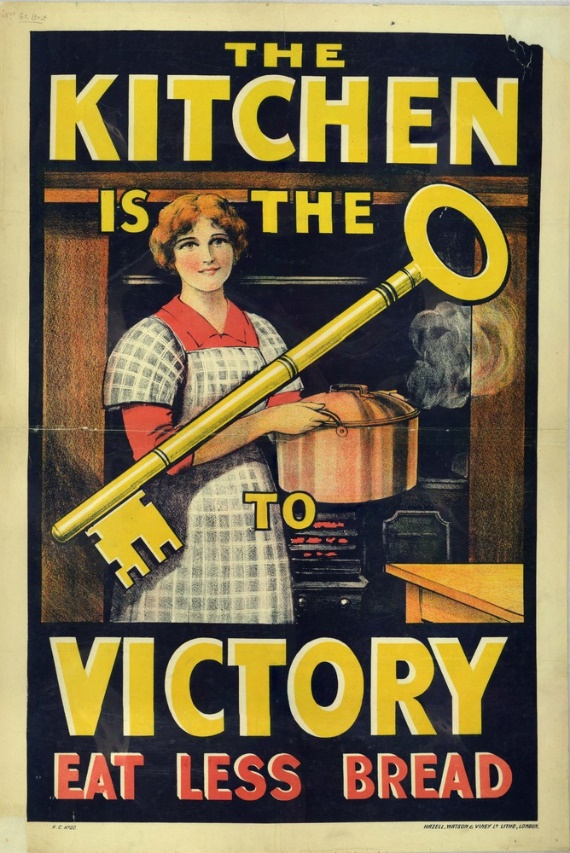 THE
KITCHEN
IS THE
TO
VICTORY
EAT LESS BREAD
HAZELL, WATSON & VINEY LD LITHO, LONDON.